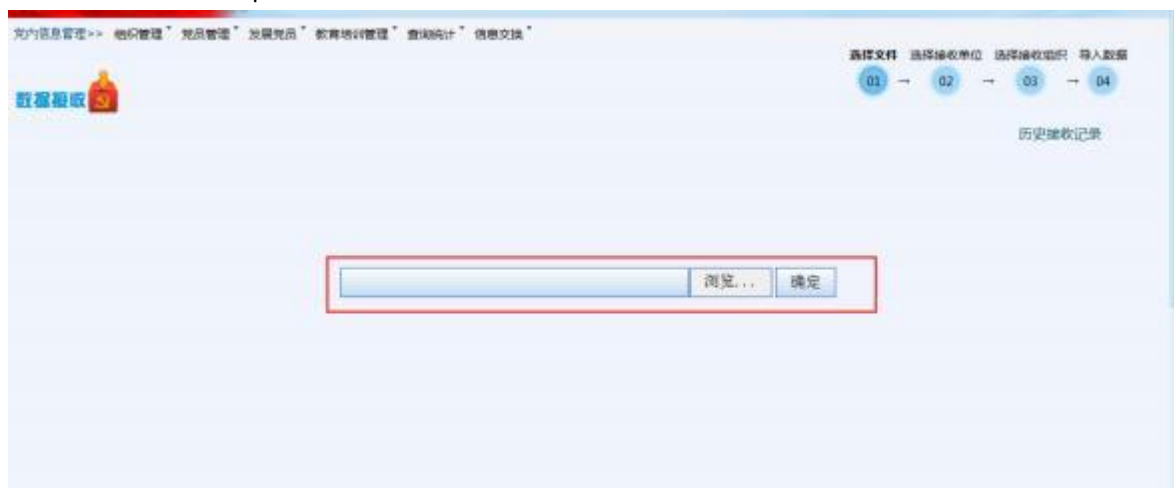 党内信息管理>> 组织管理 党员管理 发展党员 教育培训管理 查询统计 信息交换
选择文件 选择接收单位 选择接收组织 导入数据
01 → 02 → 03 → 04
数据接收
历史接收记录
浏览... 确定